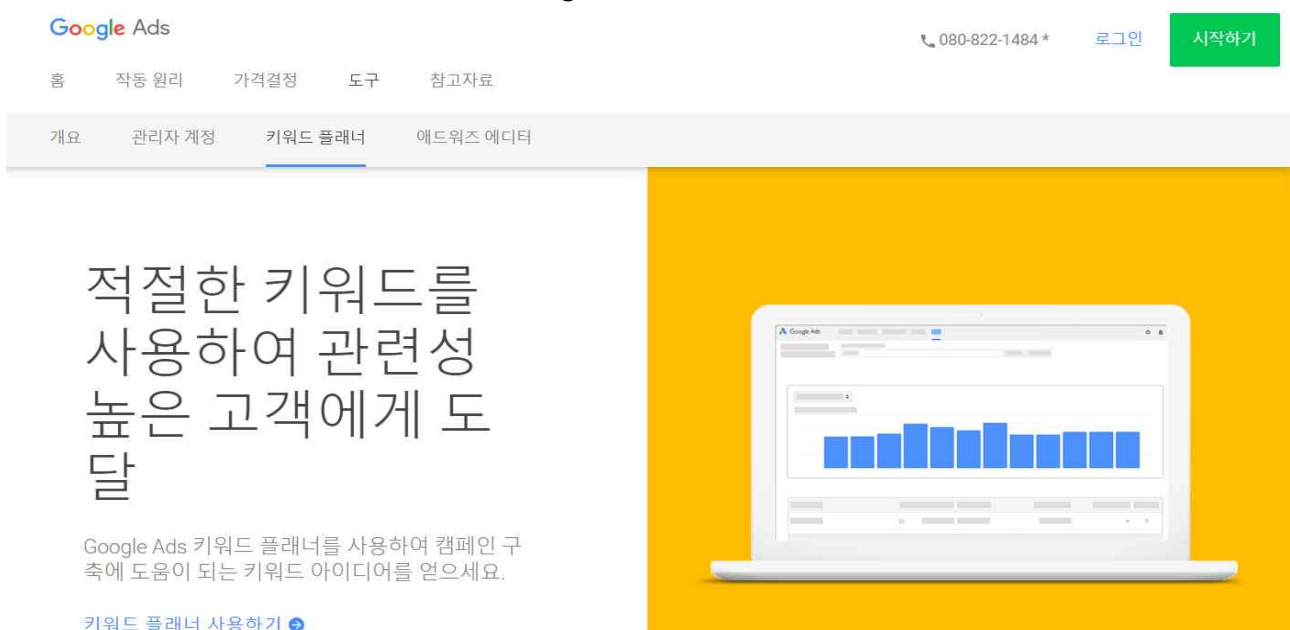 Google Ads
080-822-1484 *
로그인
시작하기
홈 작동 원리 가격결정 도구 참고자료
개요 관리자 계정 키워드 플래너 애드워즈 에디터
적절한 키워드를
사용하여 관련성
높은 고객에게 도
달
Google Ads 키워드 플래너를 사용하여 캠페인 구
축에 도움이 되는 키워드 아이디어를 얻으세요.
키워드 플래너 사용하기
Google Ads